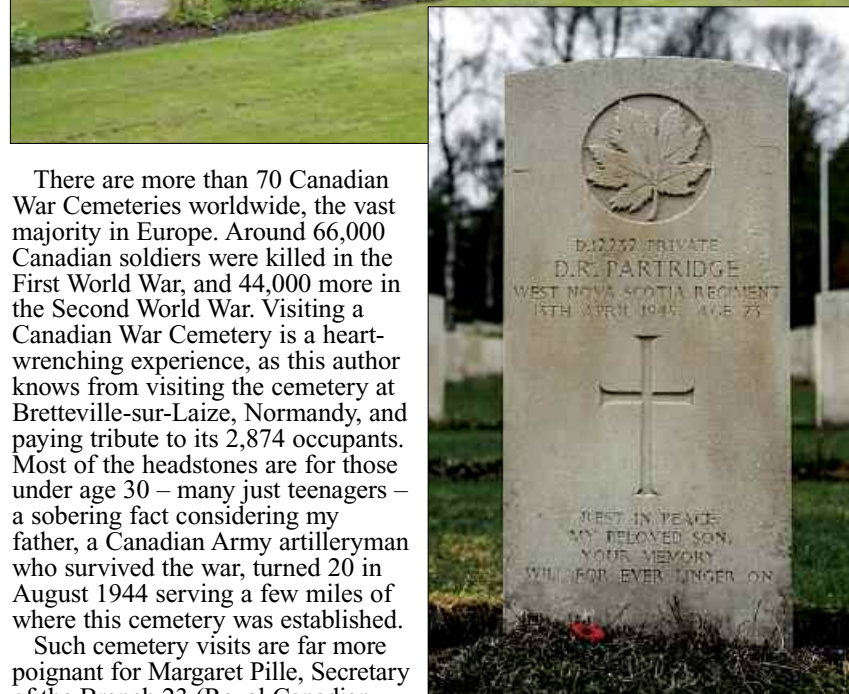 There are more than 70 Canadian
War Cemeteries worldwide, the vast
majority in Europe. Around 66,000
Canadian soldiers were killed in the
First World War, and 44,000 more in
the Second World War. Visiting a
Canadian War Cemetery is a heart-
wrenching experience, as this author
knows from visiting the cemetery at
Bretteville-sur-Laize, Normandy, and
paying tribute to its 2,874 occupants.
Most of the headstones are for those
under age 30 – many just teenagers –
a sobering fact considering my
father, a Canadian Army artilleryman
who survived the war, turned 20 in
August 1944 serving a few miles of
where this cemetery was established.
Such cemetery visits are far more
poignant for Margaret Pille, Secretary
of the Branch 23 (Royal Canadian
PRIVATE
D.R. PARTRIDGE
WEST NOVA SCOTIA REGIMENT
15TH APRIL 1945 AGE 23
REST IN PEACE
MY BELOVED SON,
YOUR MEMORY
WILL FOR EVER LINGER ON